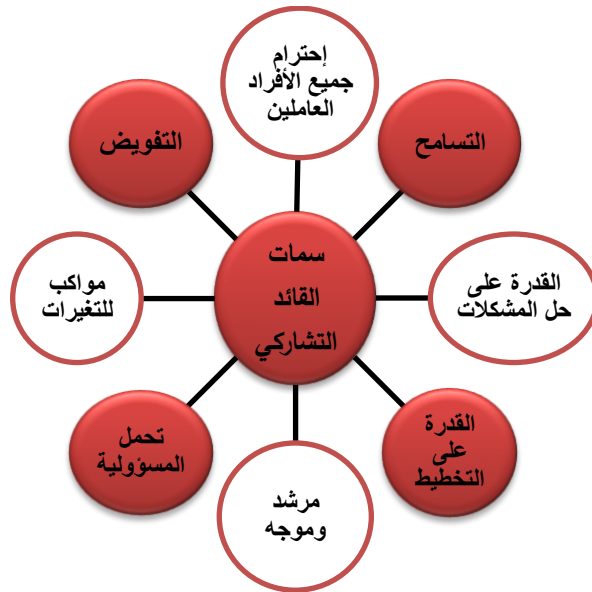 إحترام
جميع الأفراد
العاملين
التسامح
التفويض
القدرة على
حل المشكلات
سمات
القائد
التشاركي
مواكب
للتغيرات
القدرة
على
التخطيط
تحمل
المسؤولية
مرشد
وموجه